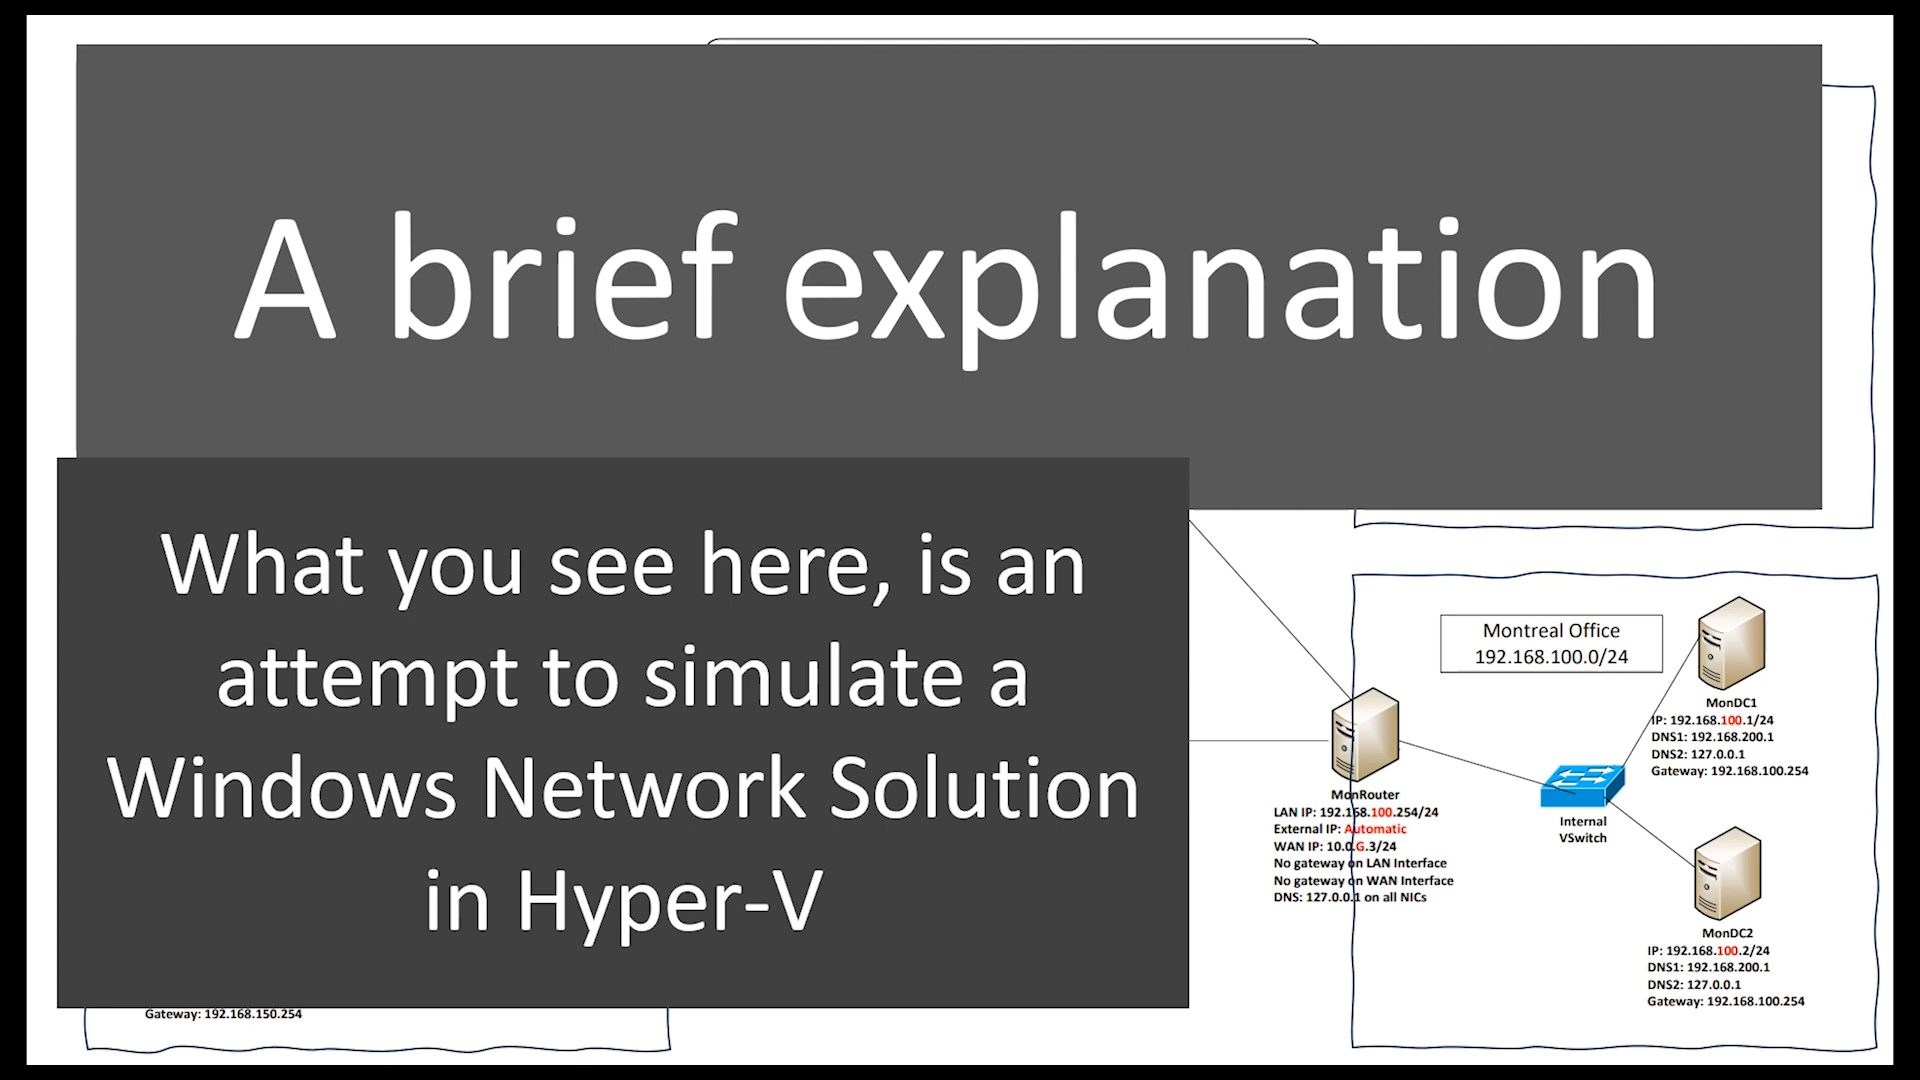 A brief explanation
What you see here, is an
attempt to simulate a
Windows Network Solution
in Hyper-V
Montreal Office
192.168.100.0/24
MonDC1
IP: 192.168.100.1/24
DNS1: 192.168.200.1
DNS2: 127.0.0.1
Gateway: 192.168.100.254
MonRouter
LAN IP: 192.168.100.254/24
External IP: Automatic
WAN IP: 10.0.G.3/24
No gateway on LAN Interface
No gateway on WAN Interface
DNS: 127.0.0.1 on all NICs
Internal
VSwitch
MonDC2
IP: 192.168.100.2/24
DNS1: 192.168.200.1
DNS2: 127.0.0.1
Gateway: 192.168.100.254
Gateway: 192.168.150.254